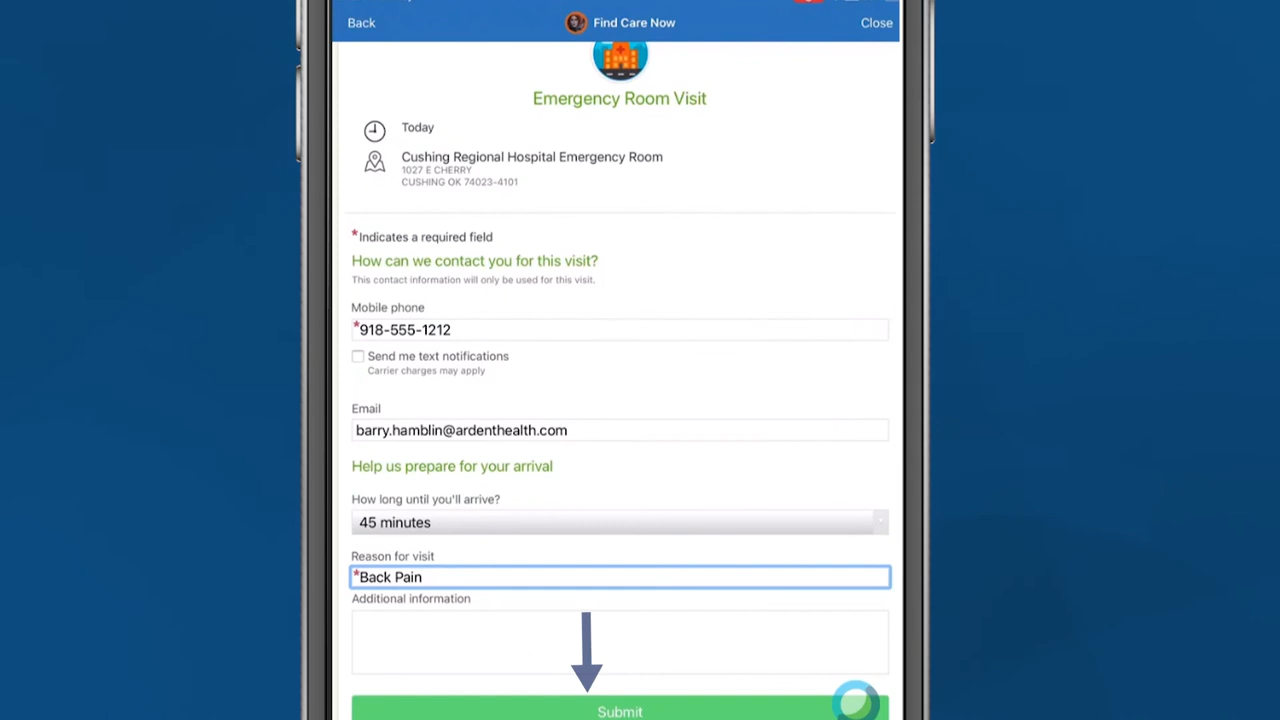 Back
Find Care Now
Close
Emergency Room Visit
Today
Cushing Regional Hospital Emergency Room
1027 E CHERRY
CUSHING OK 74023-4101
*Indicates a required field
How can we contact you for this visit?
This contact information will only be used for this visit.
Mobile phone
*918-555-1212
Send me text notifications
Carrier charges may apply
Email
barry.hamblin@ardenthealth.com
Help us prepare for your arrival
How long until you'll arrive?
45 minutes
Reason for visit
*Back Pain
Additional information
Submit